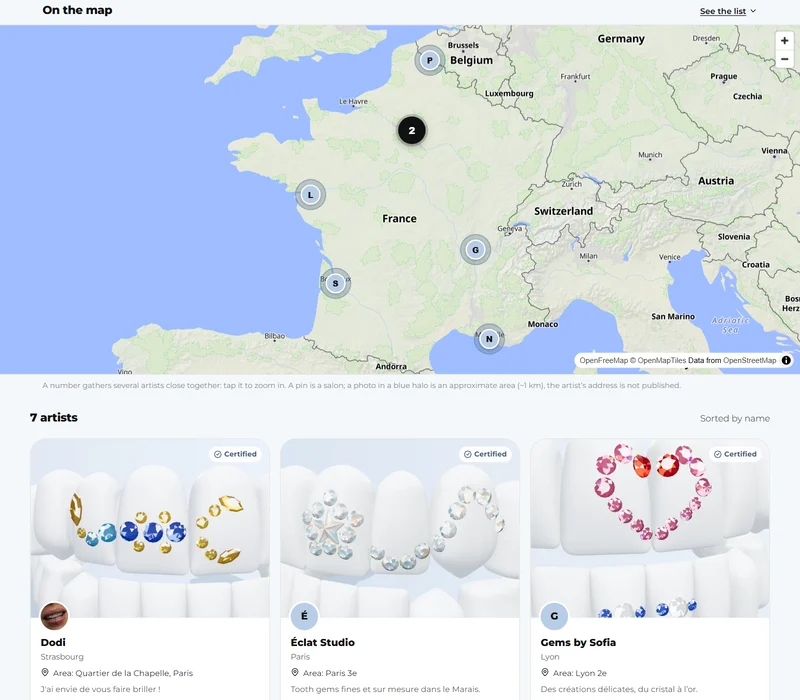 On the map
See the list
Brussels
Germany
Dresden
P
Belgium
+
−
Prague
Frankfurt
Luxembourg
Czechia
Le Havre
2
Vienna
Munich
Zurich
Austria
L
Switzerland
France
Geneva
Slovenia
G
Milan
Venice
Croatia
S
Bos
Herz
San Marino
Adriatic
Sea
Monaco
Bilbao
N
Andorra
Vigo
OpenFreeMap © OpenMapTiles Data from OpenStreetMap
A number gathers several artists close together: tap it to zoom in. A pin is a salon; a photo in a blue halo is an approximate area (~1 km), the artist's address is not published.
7 artists
Sorted by name
Certified
Certified
Certified
É
G
Dodi
Strasbourg
Area: Quartier de la Chapelle, Paris
J'ai envie de vous faire briller !
Éclat Studio
Paris
Area: Paris 3e
Tooth gems fines et sur mesure dans le Marais.
Gems by Sofia
Lyon
Area: Lyon 2e
Des créations délicates, du cristal à l'or.